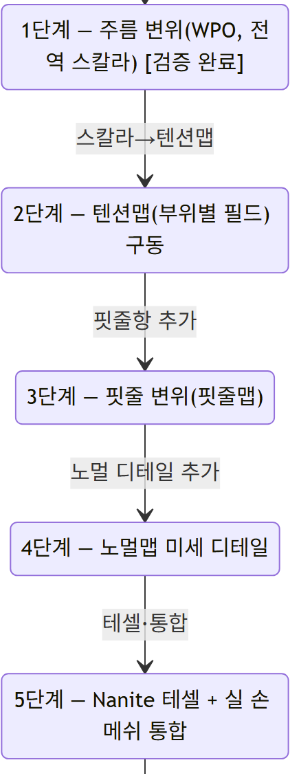 1단계 – 주름 변위(WPO, 전
역 스칼라) [검증 완료]
스칼라→텐션맵
2단계 – 텐션맵(부위별 필드)
구동
핏줄항 추가
3단계 – 핏줄 변위(핏줄맵)
노멀 디테일 추가
4단계 – 노멀맵 미세 디테일
테셀·통합
5단계 – Nanite 테셀 + 실 손
메쉬 통합